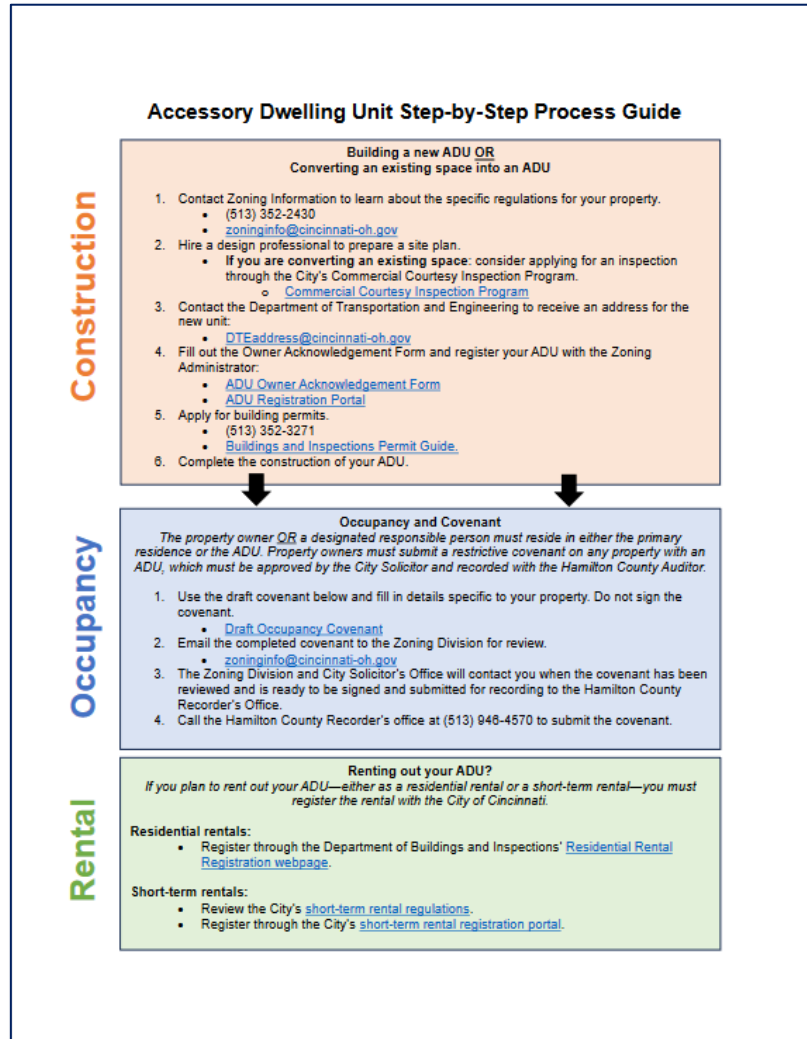 Accessory Dwelling Unit Step-by-Step Process Guide
Construction
Building a new ADU OR
Converting an existing space into an ADU
1. Contact Zoning Information to learn about the specific regulations for your property.
• (513) 352-2430
• zoninginfo@cincinnati-oh.gov
2. Hire a design professional to prepare a site plan.
• If you are converting an existing space: consider applying for an inspection
through the City's Commercial Courtesy Inspection Program.
o Commercial Courtesy Inspection Program
3. Contact the Department of Transportation and Engineering to receive an address for the
new unit:
• DTEaddress@cincinnati-oh.gov
4. Fill out the Owner Acknowledgement Form and register your ADU with the Zoning
Administrator:
• ADU Owner Acknowledgement Form
• ADU Registration Portal
5. Apply for building permits.
• (513) 352-3271
• Buildings and Inspections Permit Guide.
6. Complete the construction of your ADU.
Occupancy
Occupancy and Covenant
The property owner OR a designated responsible person must reside in either the primary
residence or the ADU. Property owners must submit a restrictive covenant on any property with an
ADU, which must be approved by the City Solicitor and recorded with the Hamilton County Auditor.
1. Use the draft covenant below and fill in details specific to your property. Do not sign the
covenant.
• Draft Occupancy Covenant
2. Email the completed covenant to the Zoning Division for review.
• zoninginfo@cincinnati-oh.gov
3. The Zoning Division and City Solicitor's Office will contact you when the covenant has been
reviewed and is ready to be signed and submitted for recording to the Hamilton County
Recorder's Office.
4. Call the Hamilton County Recorder's office at (513) 946-4570 to submit the covenant.
Rental
Renting out your ADU?
If you plan to rent out your ADU—either as a residential rental or a short-term rental—you must
register the rental with the City of Cincinnati.
Residential rentals:
• Register through the Department of Buildings and Inspections' Residential Rental
Registration webpage.
Short-term rentals:
• Review the City's short-term rental regulations.
• Register through the City's short-term rental registration portal.